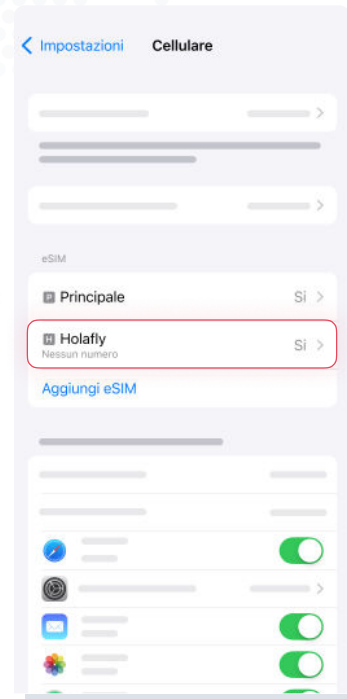 Impostazioni Cellulare
eSIM
P Principale Sì
H Holafly Sì
Nessun numero
Aggiungi eSIM